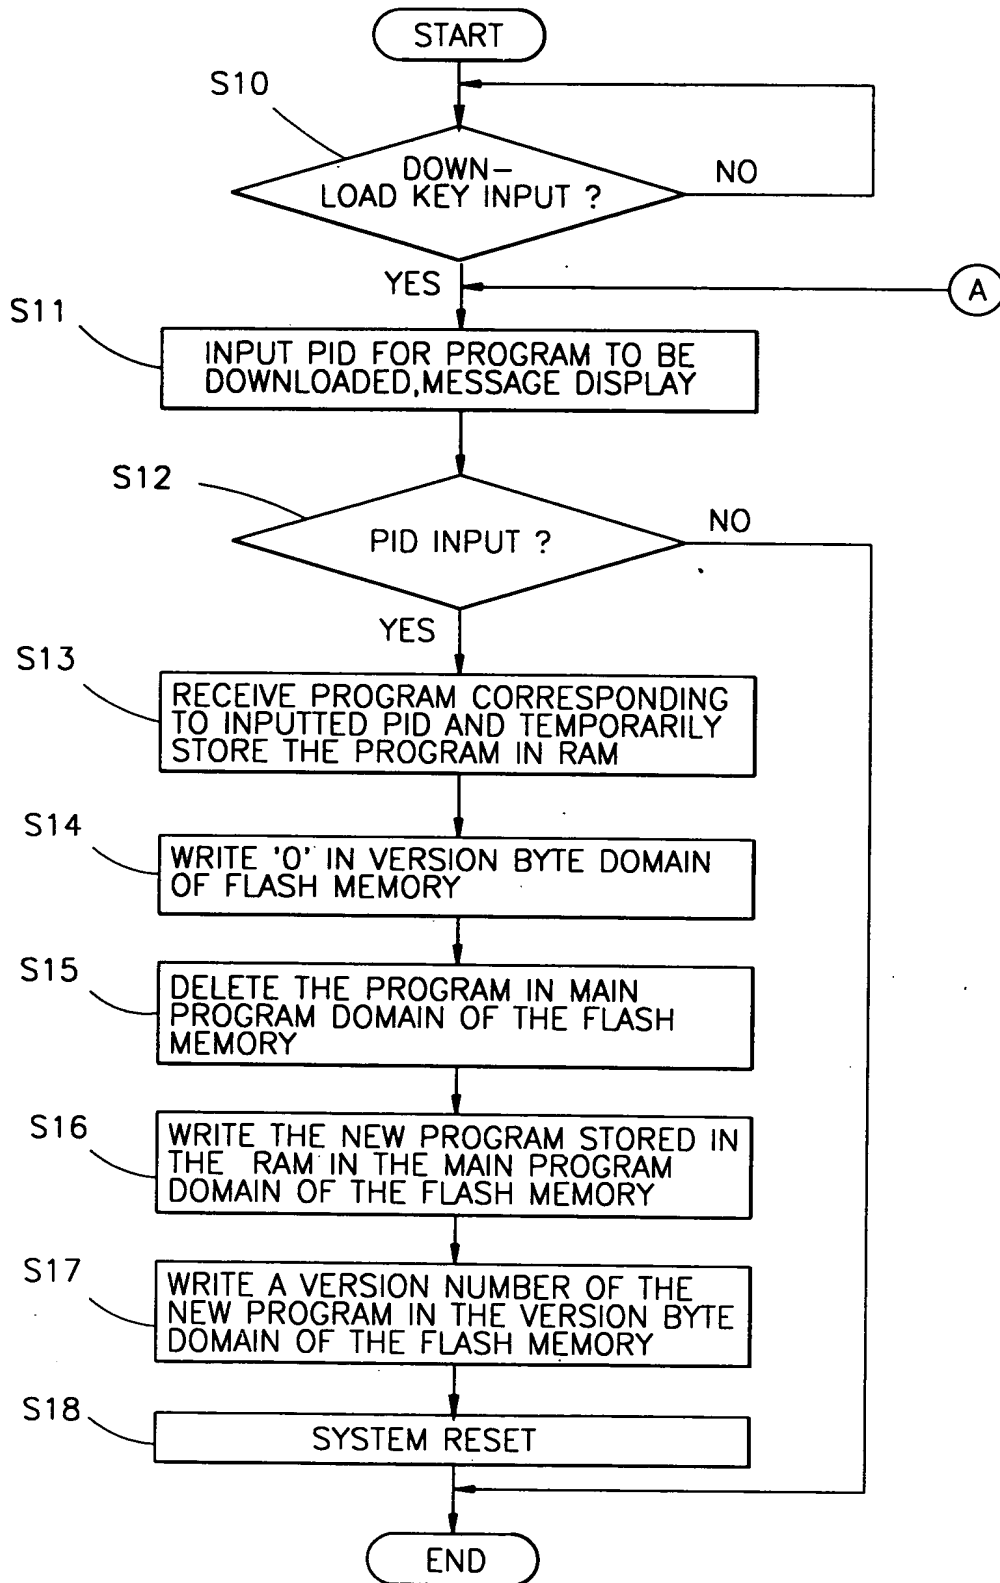 START
S10
DOWN-
LOAD KEY INPUT ?
NO
YES
A
S11
INPUT PID FOR PROGRAM TO BE
DOWNLOADED,MESSAGE DISPLAY
S12
PID INPUT ?
NO
YES
S13
RECEIVE PROGRAM CORRESPONDING
TO INPUTTED PID AND TEMPORARILY
STORE THE PROGRAM IN RAM
S14
WRITE '0' IN VERSION BYTE DOMAIN
OF FLASH MEMORY
S15
DELETE THE PROGRAM IN MAIN
PROGRAM DOMAIN OF THE FLASH
MEMORY
S16
WRITE THE NEW PROGRAM STORED IN
THE RAM IN THE MAIN PROGRAM
DOMAIN OF THE FLASH MEMORY
S17
WRITE A VERSION NUMBER OF THE
NEW PROGRAM IN THE VERSION BYTE
DOMAIN OF THE FLASH MEMORY
S18
SYSTEM RESET
END